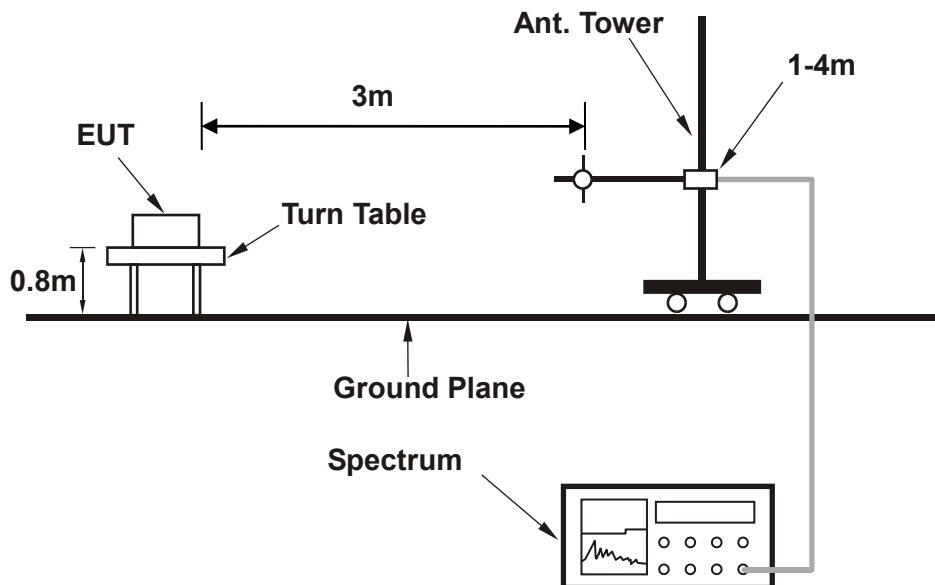 Ant. Tower
1-4m
3m
EUT
Turn Table
0.8m
Ground Plane
Spectrum